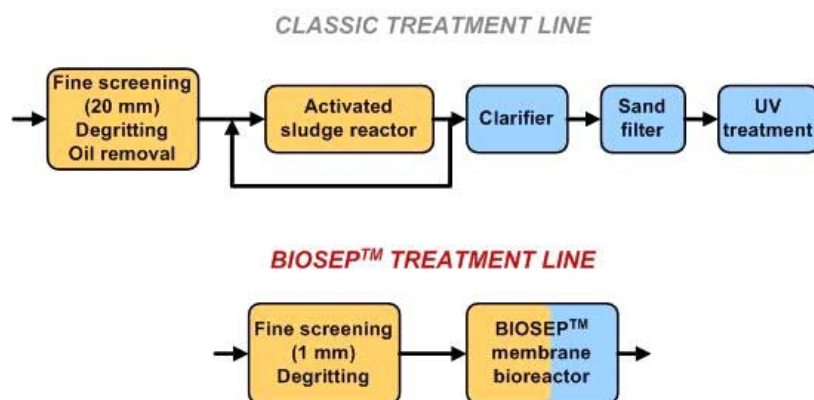 CLASSIC TREATMENT LINE
Fine screening
(20 mm)
Degritting
Oil removal
Activated
sludge reactor
Clarifier
Sand
filter
UV
treatment
BIOSEP™ TREATMENT LINE
Fine screening
(1 mm)
Degritting
BIOSEP™
membrane
bioreactor